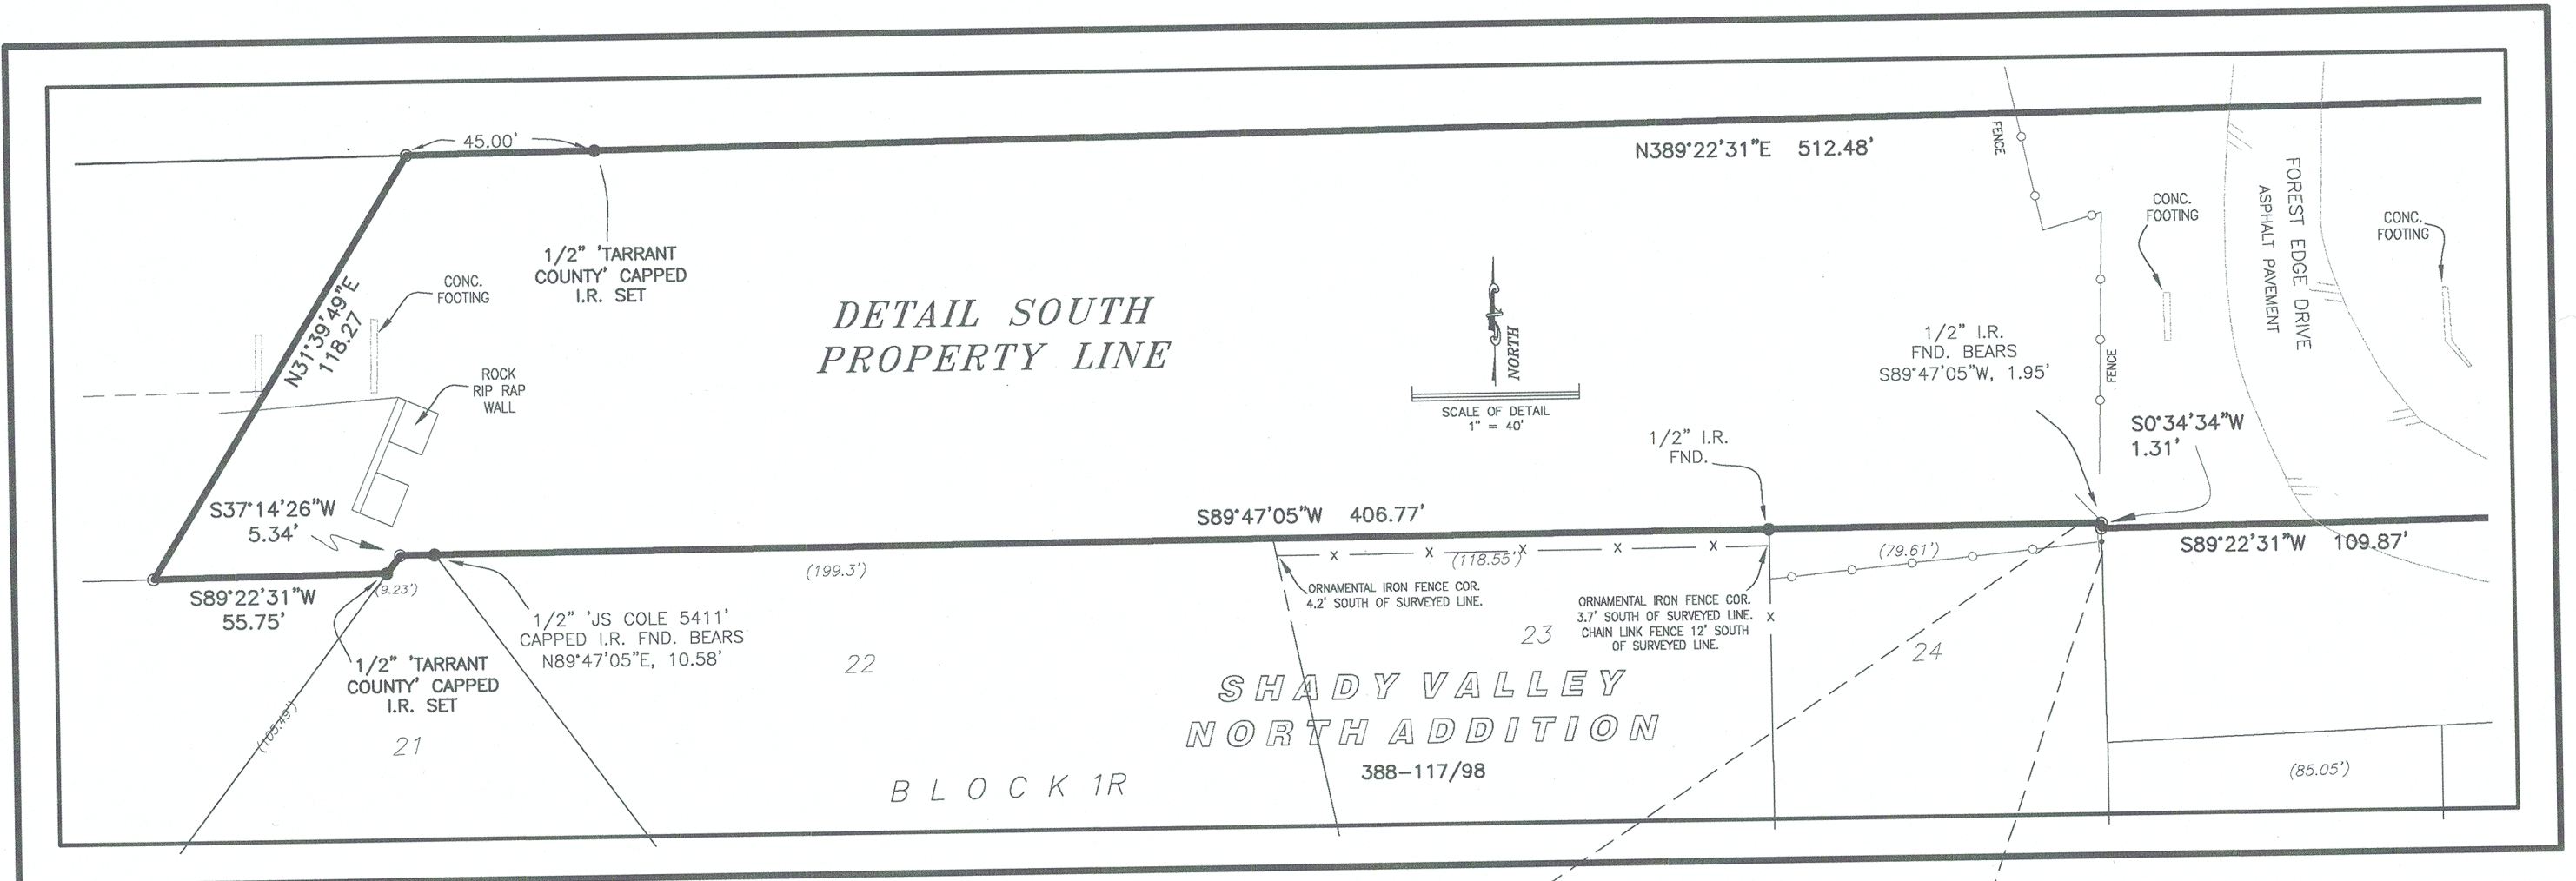 45.00'
N389°22'31"E 512.48'
FENCE
1/2" 'TARRANT
COUNTY' CAPPED
I.R. SET
CONC.
FOOTING
N31°39'49"E
118.27
ROCK
RIP RAP
WALL
DETAIL SOUTH
PROPERTY LINE
NORTH
SCALE OF DETAIL
1" = 40'
CONC.
FOOTING
FOREST EDGE DRIVE
ASPHALT PAVEMENT
CONC.
FOOTING
1/2" I.R.
FND. BEARS
S89°47'05"W, 1.95'
FENCE
S0°34'34"W
1.31'
1/2" I.R.
FND.
S37°14'26"W
5.34'
S89°47'05"W 406.77'
S89°22'31"W 109.87'
S89°22'31"W
55.75'
(9.23')
(199.3')
(118.55')
(79.61')
X X X X X
X
1/2" 'JS COLE 5411'
CAPPED I.R. FND. BEARS
N89°47'05"E, 10.58'
ORNAMENTAL IRON FENCE COR.
4.2' SOUTH OF SURVEYED LINE.
ORNAMENTAL IRON FENCE COR.
3.7' SOUTH OF SURVEYED LINE.
CHAIN LINK FENCE 12' SOUTH
OF SURVEYED LINE.
1/2" 'TARRANT
COUNTY' CAPPED
I.R. SET
(105.49')
21
22
23
24
SHADY VALLEY
NORTH ADDITION
388-117/98
BLOCK 1R
(85.05')